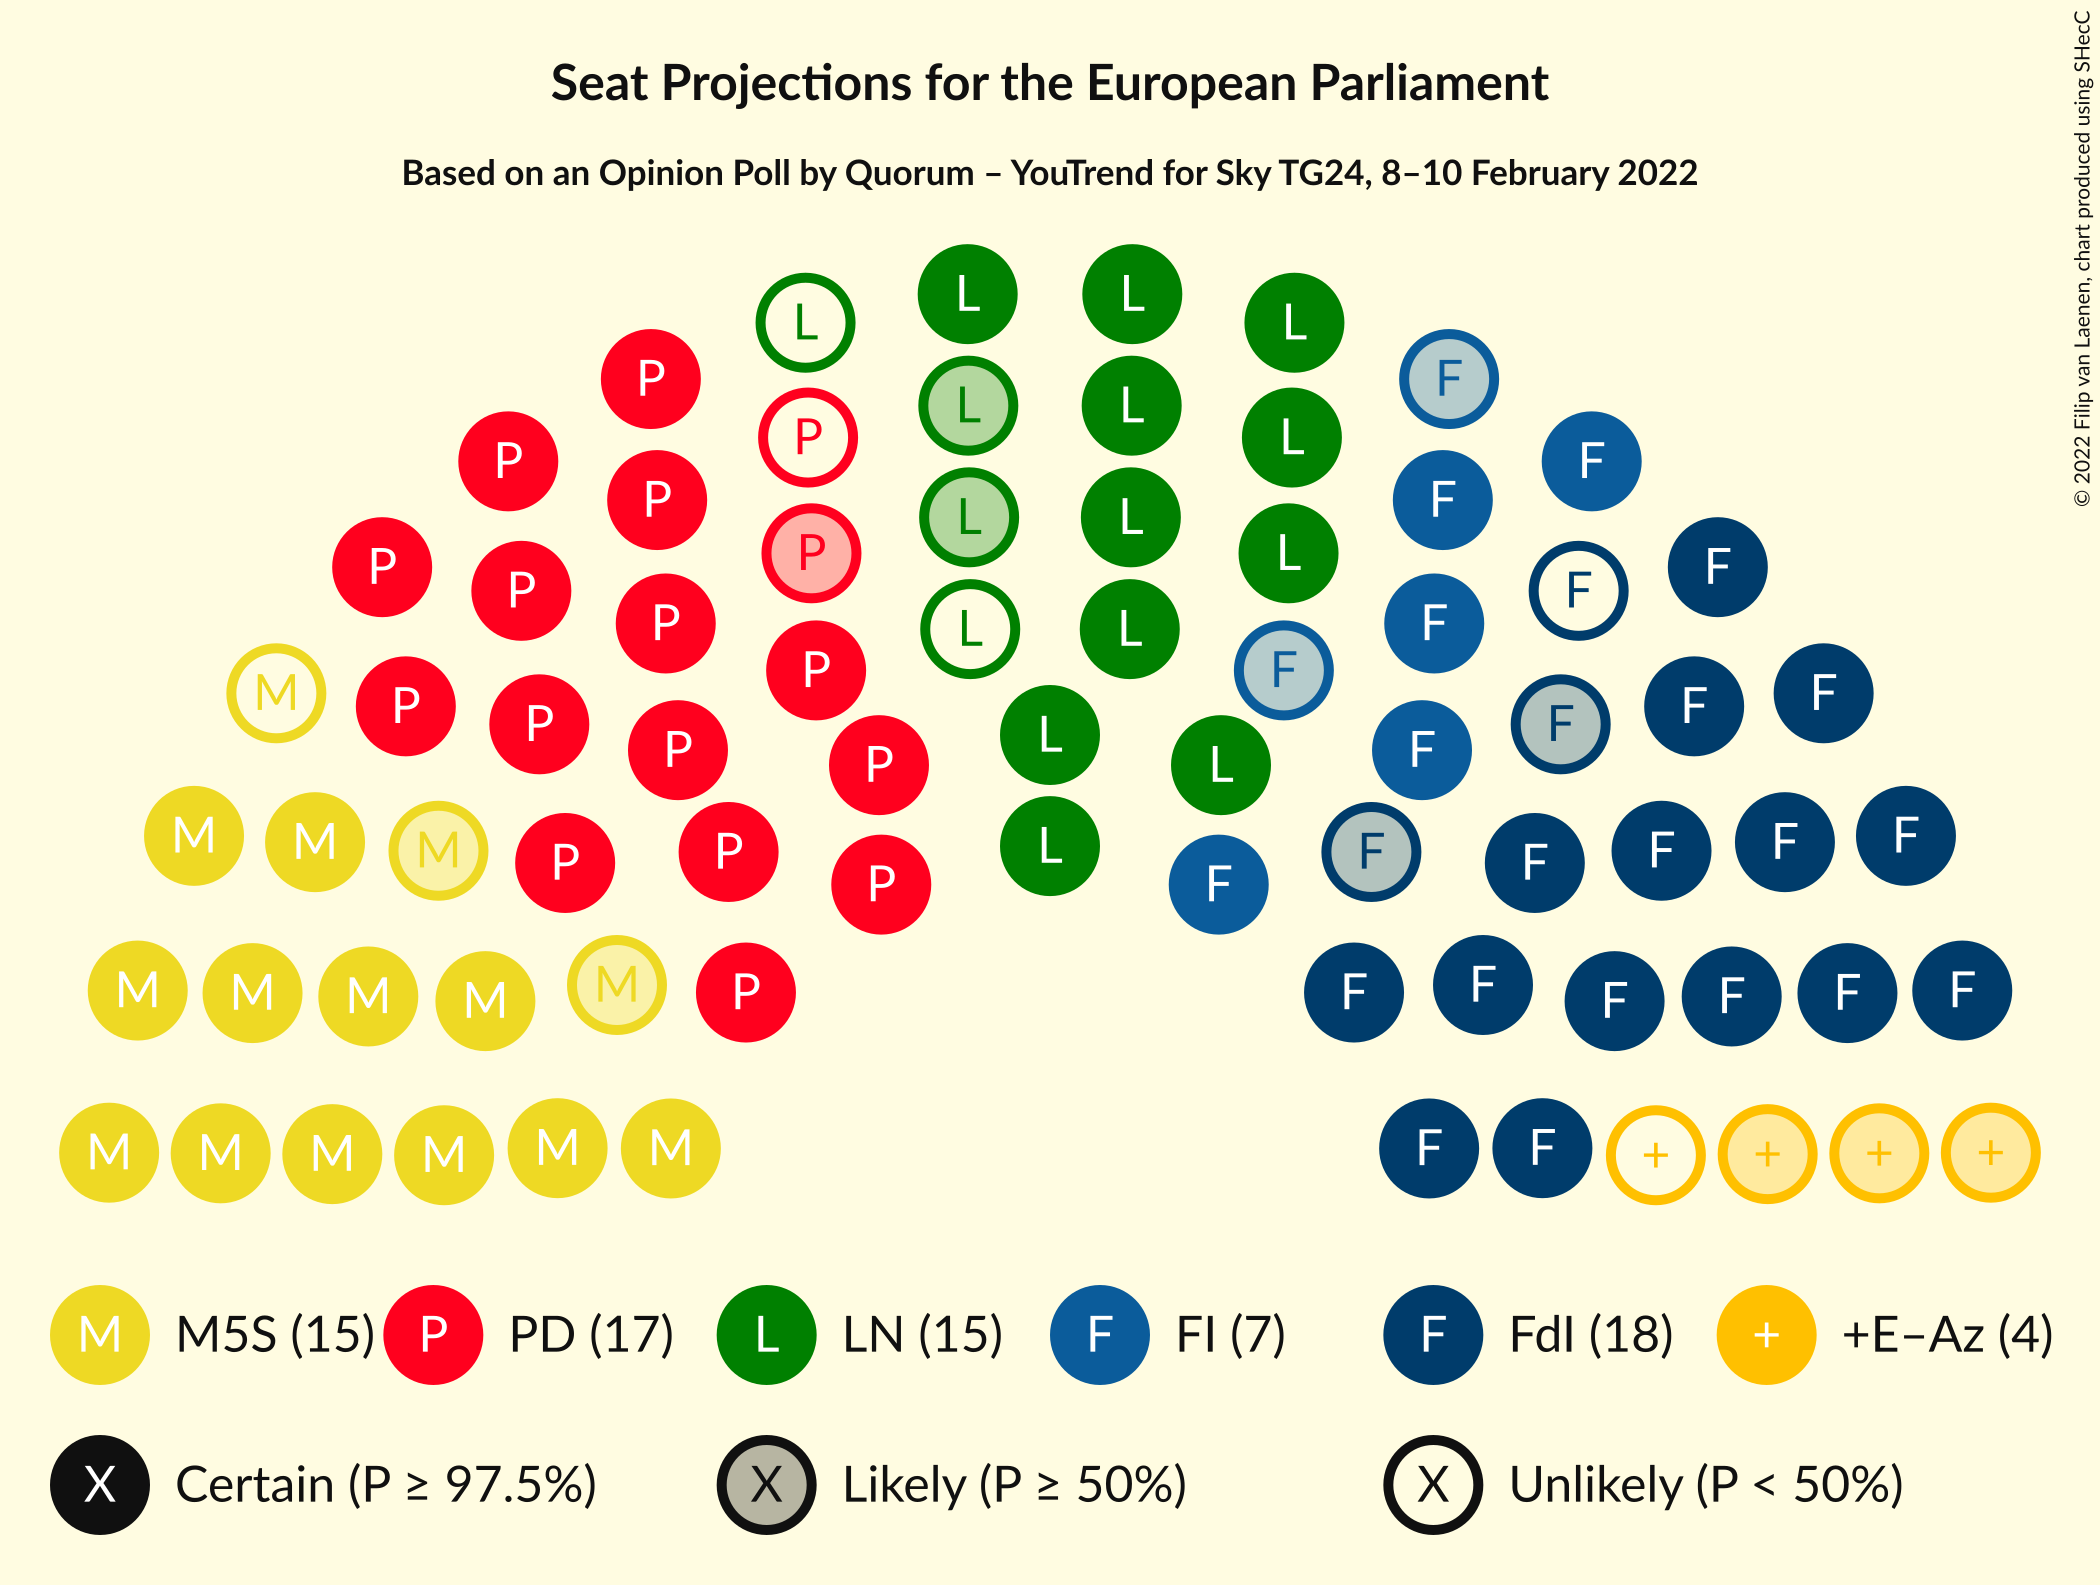 Seat Projections for the European Parliament
Based on an Opinion Poll by Quorum – YouTrend for Sky TG24, 8–10 February 2022
© 2022 Filip van Laenen, chart produced using SHecC
L L L L
P L L L F
P P L L L F F
P P P L L L F F F
P P P L L F F F
M P P P P L F F F F
M M M P P P L L F F F F F F
M M M M M P P F F F F F F F F
M M M M M M F F + + + +
M M5S (15) P PD (17) L LN (15) F FI (7) F FdI (18) + +E–Az (4)
X Certain (P ≥ 97.5%) X Likely (P ≥ 50%) X Unlikely (P < 50%)